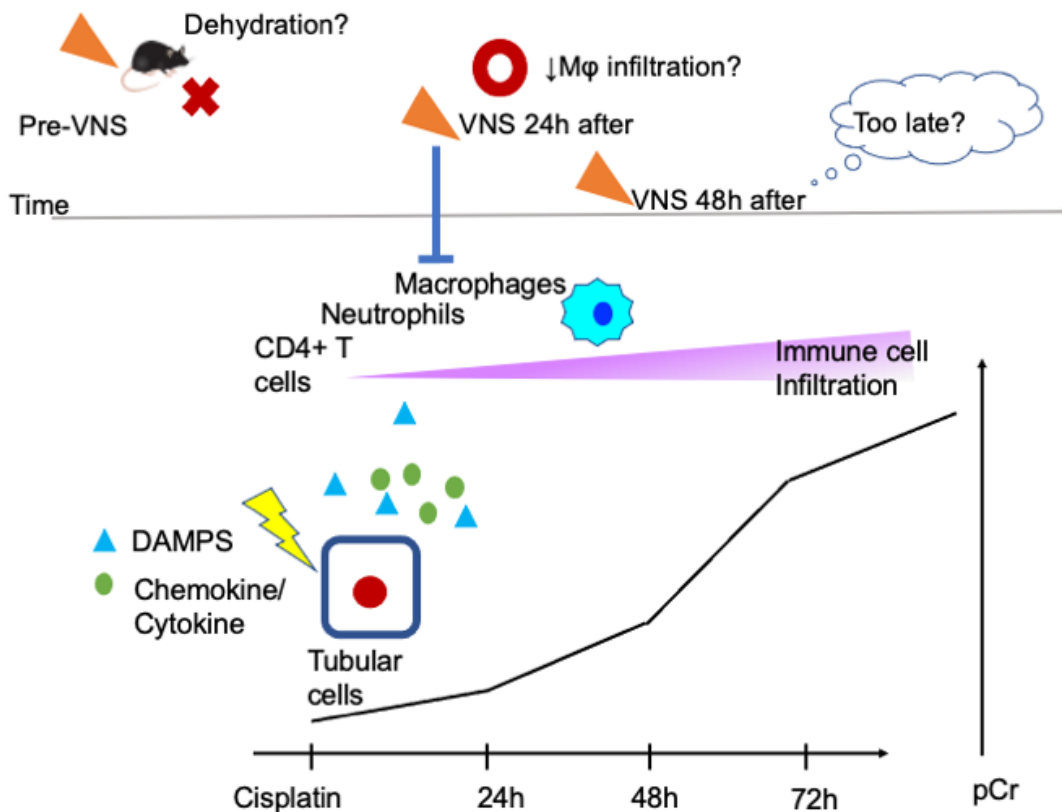 Dehydration?
Pre-VNS
↓Mφ infiltration?
VNS 24h after
Too late?
VNS 48h after
Time
Macrophages
Neutrophils
CD4+ T
cells
Immune cell
Infiltration
DAMPS
Chemokine/
Cytokine
Tubular
cells
Cisplatin
24h
48h
72h
pCr